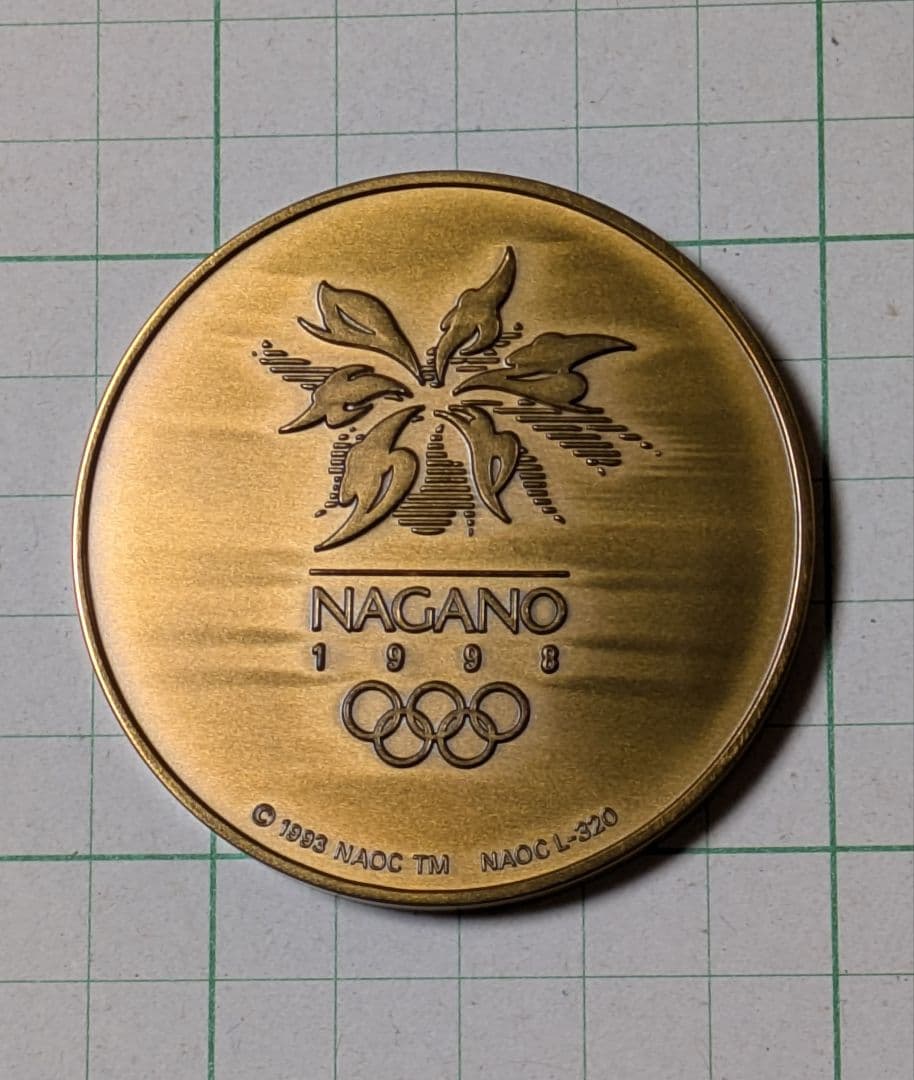 NAGANO
1 9 9 8
© 1993 NAOC TM NAOC L-320